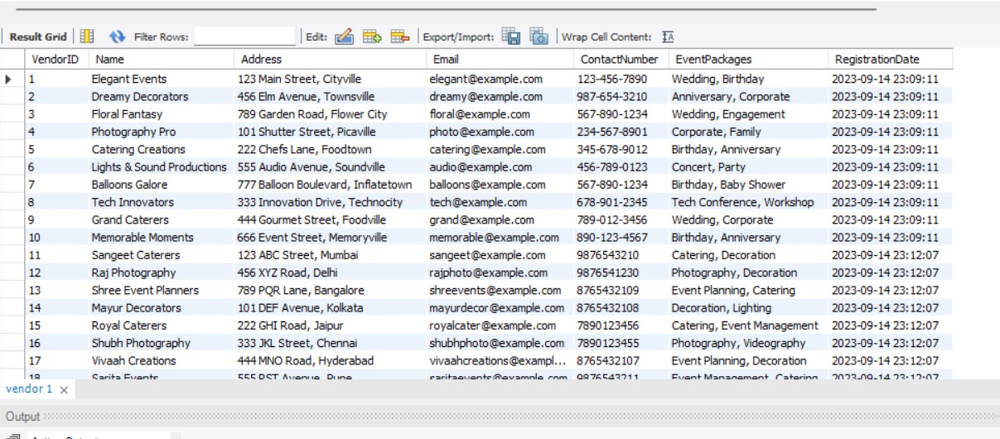 Result Grid Filter Rows: Edit: Export/Import: Wrap Cell Content: IA
VendorID Name Address Email ContactNumber EventPackages RegistrationDate
1 Elegant Events 123 Main Street, Cityville elegant@example.com 123-456-7890 Wedding, Birthday 2023-09-14 23:09:11
2 Dreamy Decorators 456 Elm Avenue, Townsville dreamy@example.com 987-654-3210 Anniversary, Corporate 2023-09-14 23:09:11
3 Floral Fantasy 789 Garden Road, Flower City floral@example.com 567-890-1234 Wedding, Engagement 2023-09-14 23:09:11
4 Photography Pro 101 Shutter Street, Picaville photo@example.com 234-567-8901 Corporate, Family 2023-09-14 23:09:11
5 Catering Creations 222 Chefs Lane, Foodtown catering@example.com 345-678-9012 Birthday, Anniversary 2023-09-14 23:09:11
6 Lights & Sound Productions 555 Audio Avenue, Soundville audio@example.com 456-789-0123 Concert, Party 2023-09-14 23:09:11
7 Balloons Galore 777 Balloon Boulevard, Inflatetown balloons@example.com 567-890-1234 Birthday, Baby Shower 2023-09-14 23:09:11
8 Tech Innovators 333 Innovation Drive, Technocity tech@example.com 678-901-2345 Tech Conference, Workshop 2023-09-14 23:09:11
9 Grand Caterers 444 Gourmet Street, Foodville grand@example.com 789-012-3456 Wedding, Corporate 2023-09-14 23:09:11
10 Memorable Moments 666 Event Street, Memoryville memorable@example.com 890-123-4567 Birthday, Anniversary 2023-09-14 23:09:11
11 Sangeet Caterers 123 ABC Street, Mumbai sangeet@example.com 9876543210 Catering, Decoration 2023-09-14 23:12:07
12 Raj Photography 456 XYZ Road, Delhi rajphoto@example.com 9876541230 Photography, Decoration 2023-09-14 23:12:07
13 Shree Event Planners 789 PQR Lane, Bangalore shreevents@example.com 8765432109 Event Planning, Catering 2023-09-14 23:12:07
14 Mayur Decorators 101 DEF Avenue, Kolkata mayurdecor@example.com 8765432108 Decoration, Lighting 2023-09-14 23:12:07
15 Royal Caterers 222 GHI Road, Jaipur royalcater@example.com 7890123456 Catering, Event Management 2023-09-14 23:12:07
16 Shubh Photography 333 JKL Street, Chennai shubhphoto@example.com 7890123455 Photography, Videography 2023-09-14 23:12:07
17 Vivaah Creations 444 MNO Road, Hyderabad vivaahcreations@exampl... 8765432107 Event Planning, Decoration 2023-09-14 23:12:07
18 Sarita Events 555 RST Avenue, Pune saritaevents@example.com 9876543211 Event Management, Catering 2023-09-14 23:12:07
vendor 1
Output